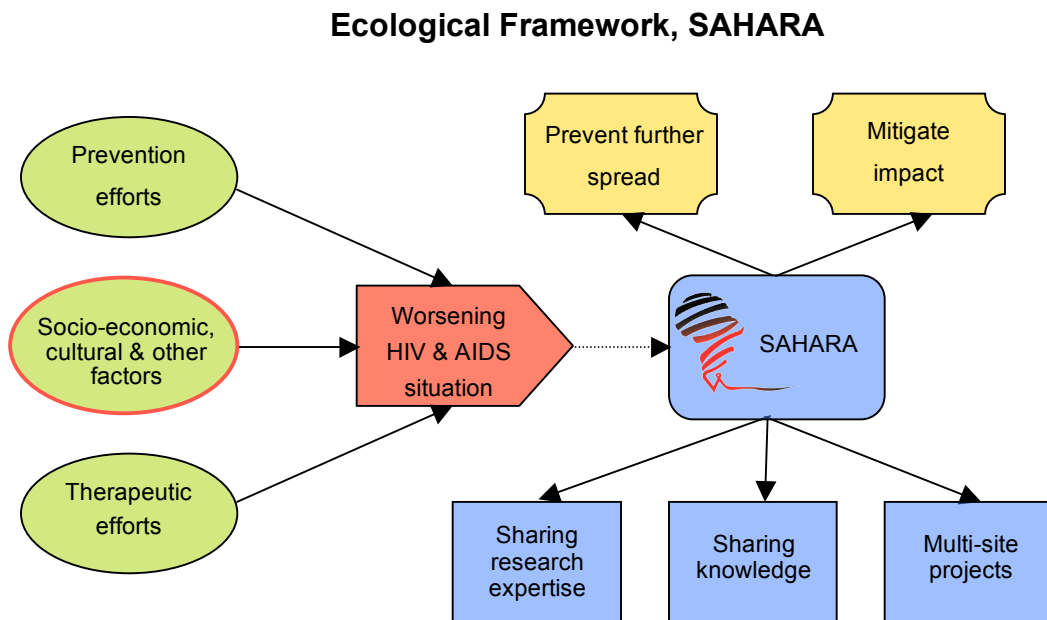 Ecological Framework, SAHARA
Prevention
efforts
Socio-economic,
cultural & other
factors
Therapeutic
efforts
Worsening
HIV & AIDS
situation
Prevent further
spread
Mitigate
impact
SAHARA
Sharing
research
expertise
Sharing
knowledge
Multi-site
projects